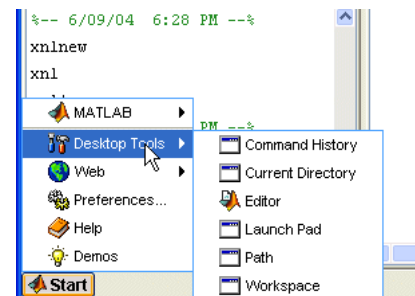 %-- 6/09/04 6:28 PM --%
xnlnew
xnl
PM --%
MATLAB
Desktop Tools
Web
Preferences...
Help
Demos
Start
Command History
Current Directory
Editor
Launch Pad
Path
Workspace